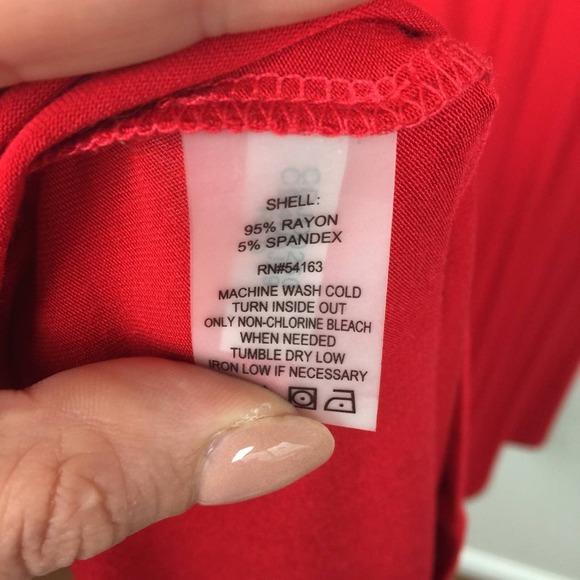 SHELL:
95% RAYON
5% SPANDEX
RN#54163
MACHINE WASH COLD
TURN INSIDE OUT
ONLY NON-CHLORINE BLEACH
WHEN NEEDED
TUMBLE DRY LOW
IRON LOW IF NECESSARY